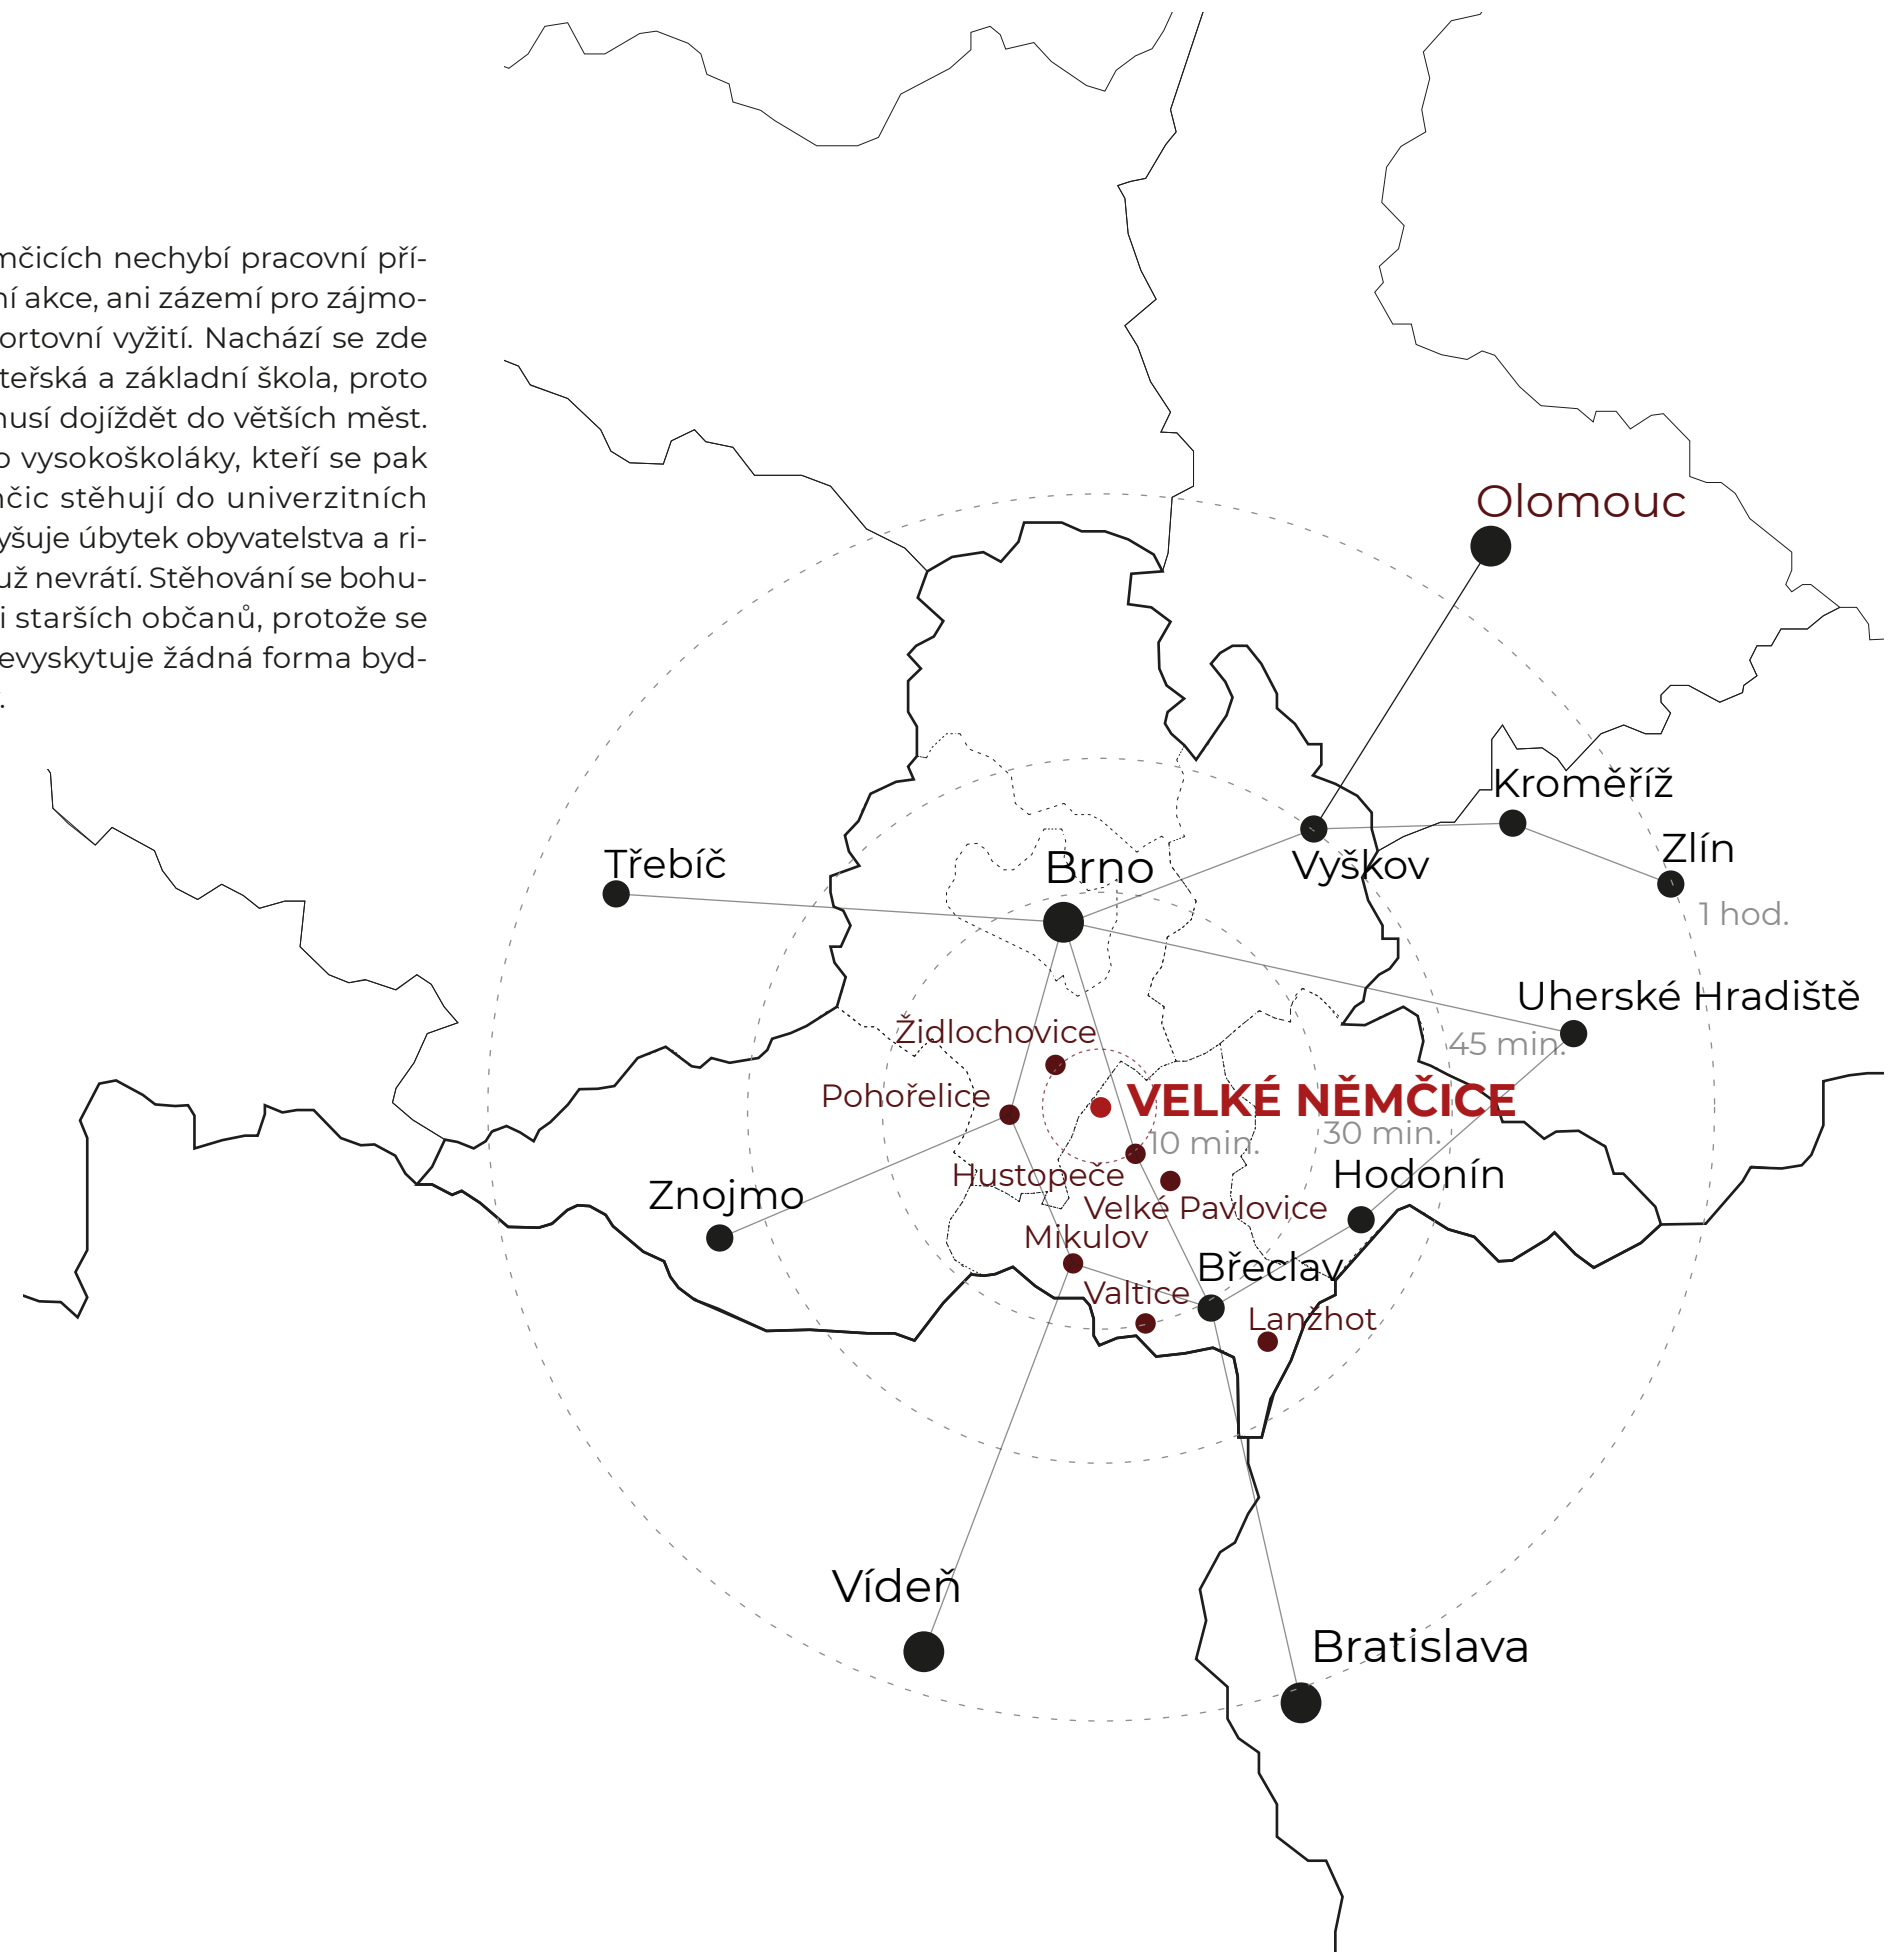 mčicích nechybí pracovní pří-
ní akce, ani zázemí pro zájmo-
ortovní vyžití. Nachází se zde
teřská a základní škola, proto
usí dojíždět do větších měst.
o vysokoškoláky, kteří se pak
čic stěhují do univerzitních
yšuje úbytek obyvatelstva a ri-
už nevrátí. Stěhování se bohu-
i starších občanů, protože se
evyskytuje žádná forma byd-
.
Olomouc
Kroměříž
Zlín
1 hod.
Třebíč
Brno
Vyškov
Uherské Hradiště
45 min.
Židlochovice
Pohořelice
VELKÉ NĚMČICE
10 min.
30 min.
Hustopeče
Hodonín
Znojmo
Velké Pavlovice
Mikulov
Břeclav
Valtice
Lanžhot
Vídeň
Bratislava